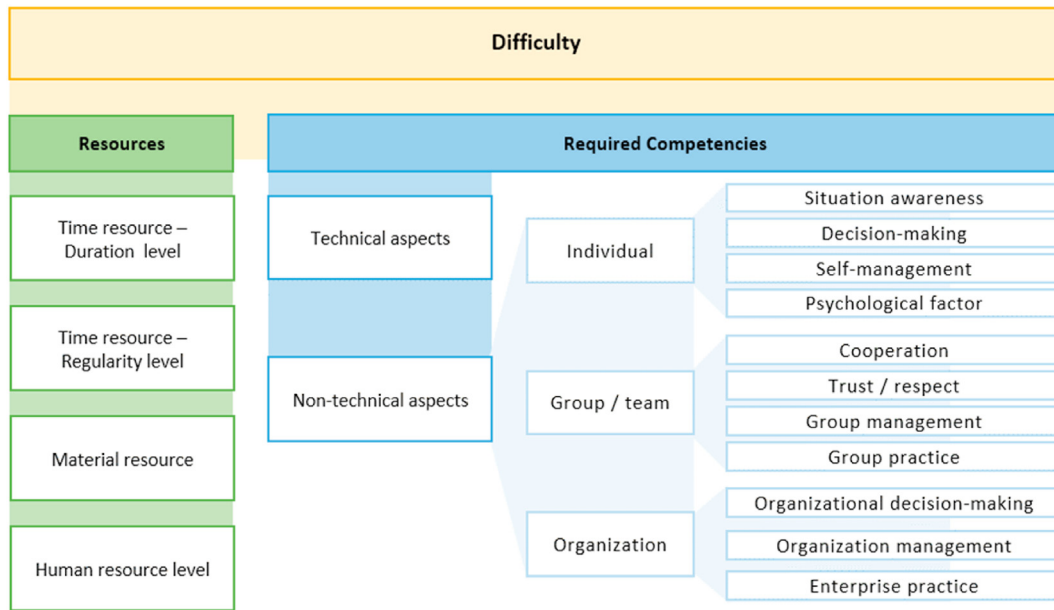 Difficulty
Resources
Required Competencies
Time resource –
Duration level
Time resource –
Regularity level
Material resource
Human resource level
Technical aspects
Non-technical aspects
Individual
Situation awareness
Decision-making
Self-management
Psychological factor
Group / team
Cooperation
Trust / respect
Group management
Group practice
Organization
Organizational decision-making
Organization management
Enterprise practice